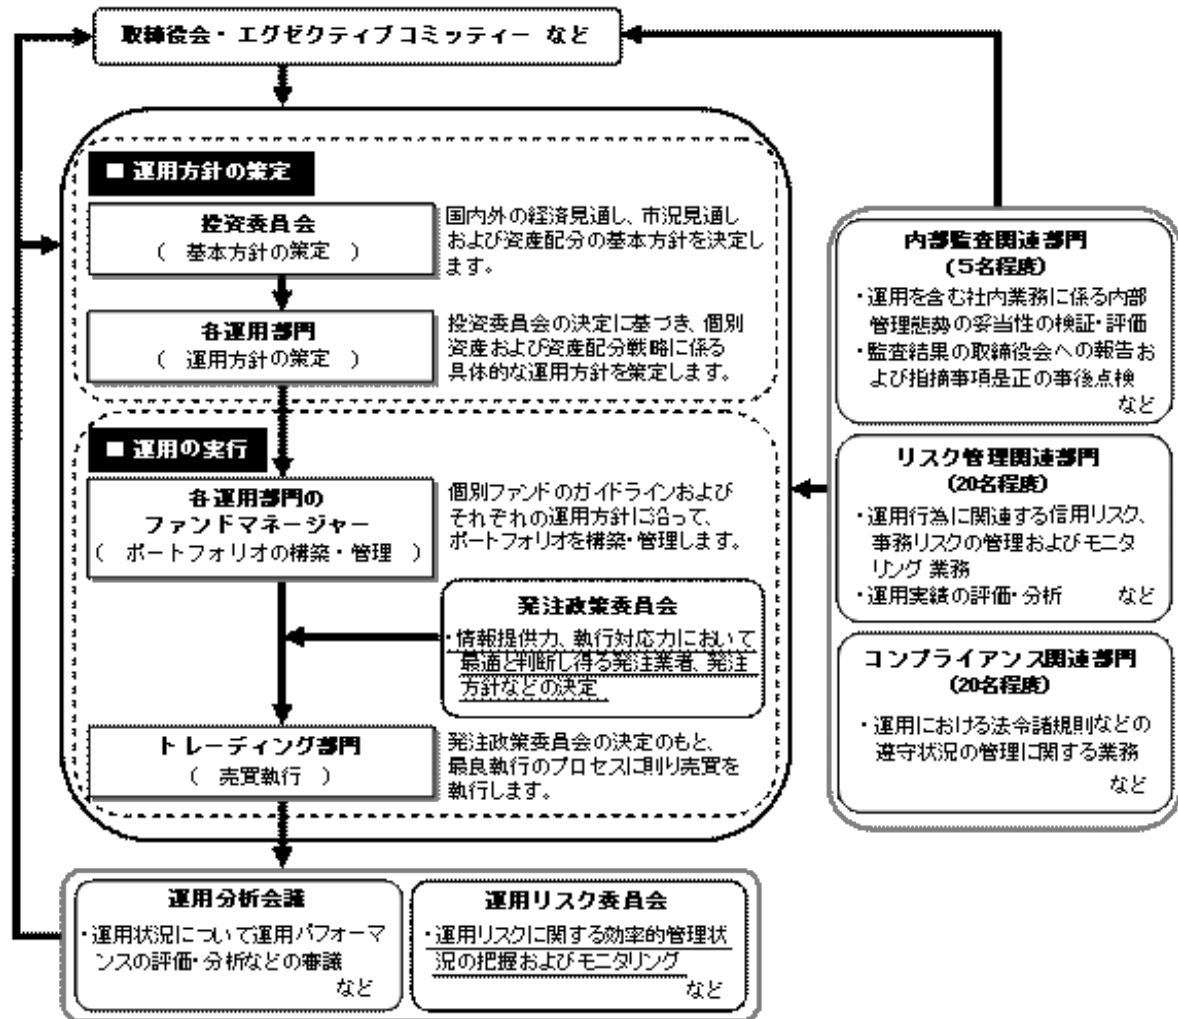 取締役会・エグゼクティブコミッティー など
■ 運用方針の策定
投資委員会
( 基本方針の策定 )
国内外の経済見通し、市況見通し
および資産配分の基本方針を決定し
ます。
各運用部門
( 運用方針の策定 )
投資委員会の決定に基づき、個別
資産および資産配分戦略に係る
具体的な運用方針を策定します。
■ 運用の実行
各運用部門の
ファンドマネージャー
( ポートフォリオの構築・管理 )
個別ファンドのガイドラインおよび
それぞれの運用方針に沿って、
ポートフォリオを構築・管理します。
発注政策委員会
・情報提供力、執行対応力において
最適と判断し得る発注業者、発注
方針などの決定
トレーディング部門
( 売買執行 )
発注政策委員会の決定のもと、
最良執行のプロセスに則り売買を
執行します。
内部監査関連部門
(5名程度)
・運用を含む社内業務に係る内部
管理態勢の妥当性の検証・評価
・監査結果の取締役会への報告お
よび指摘事項是正の事後点検
など
リスク管理関連部門
(20名程度)
・運用行為に関連する信用リスク、
事務リスクの管理およびモニタ
リング 業務
・運用実績の評価・分析 など
コンプライアンス関連部門
(20名程度)
・運用における法令諸規則などの
遵守状況の管理に関する業務
など
運用分析会議
・運用状況について運用パフォーマ
ンスの評価・分析などの審議
など
運用リスク委員会
・運用リスクに関する効率的管理状
況の把握およびモニタリング
など